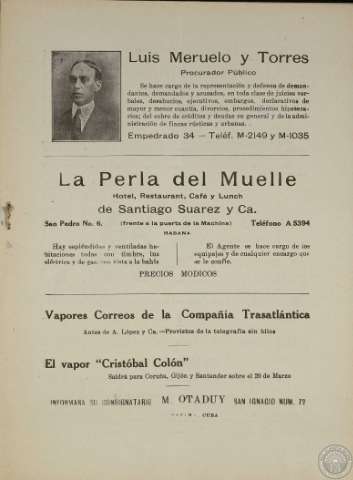 Luis Meruelo y Torres
Procurador Público
Se hace cargo de la representación y defensa de deman-
dantes, demandados y acusados, en toda clase de juicios ver-
bales, desahucios, ejecutivos, embargos, declarativos de
mayor y menor cuantía, divorcios, procedimientos hipoteca-
rios; del cobro de créditos y deudas en general y de la admi-
nistración de fincas rústicas y urbanas.
Empedrado 34 — Teléf. M-2149 y M-1035
La Perla del Muelle
Hotel, Restaurant, Café y Lunch
de Santiago Suarez y Ca.
San Pedro No. 6. (frente a la puerta de la Machina) Teléfono A 5394
HABANA
Hay espléndidas y ventiladas ha-
bitaciones todas con timbre, luz
eléctrica y de gas, con vista a la bahía
El Agente se hace cargo de los
equipajes y de cualquier encargo que
se le confíe.
PRECIOS MODICOS
Vapores Correos de la Compañía Trasatlántica
Antes de A. López y Ca.—Provistos de la telegrafía sin hilos
El vapor "Cristóbal Colón"
Saldrá para Coruña, Gijón y Santander sobre el 20 de Marzo
INFORMARA SU CONSIGNATARIO M. OTADUY SAN IGNACIO NUM. 72
CUBA